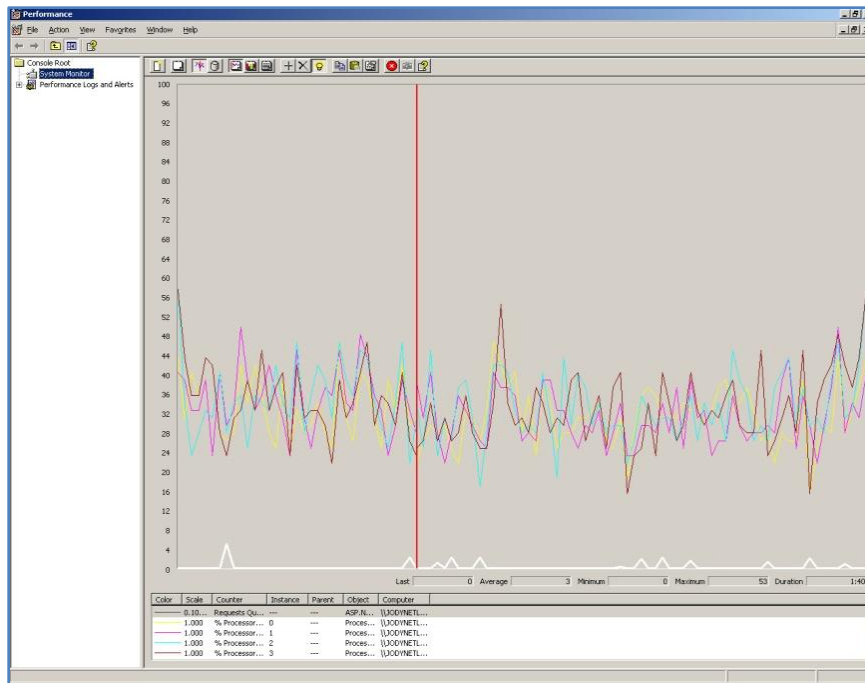 Performance
File Action View Favorites Window Help
Console Root
System Monitor
Performance Logs and Alerts
100
96
92
88
84
80
76
72
68
64
60
56
52
48
44
40
36
32
28
24
20
16
12
8
4
0
Last 0 Average 3 Minimum 0 Maximum 53 Duration 1:40
Color Scale Counter Instance Parent Object Computer
0.10... Requests Qu... --- --- ASP.N... \\JODYNETL...
1.000 % Processor... 0 --- Proces... \\JODYNETL...
1.000 % Processor... 1 --- Proces... \\JODYNETL...
1.000 % Processor... 2 --- Proces... \\JODYNETL...
1.000 % Processor... 3 --- Proces... \\JODYNETL...